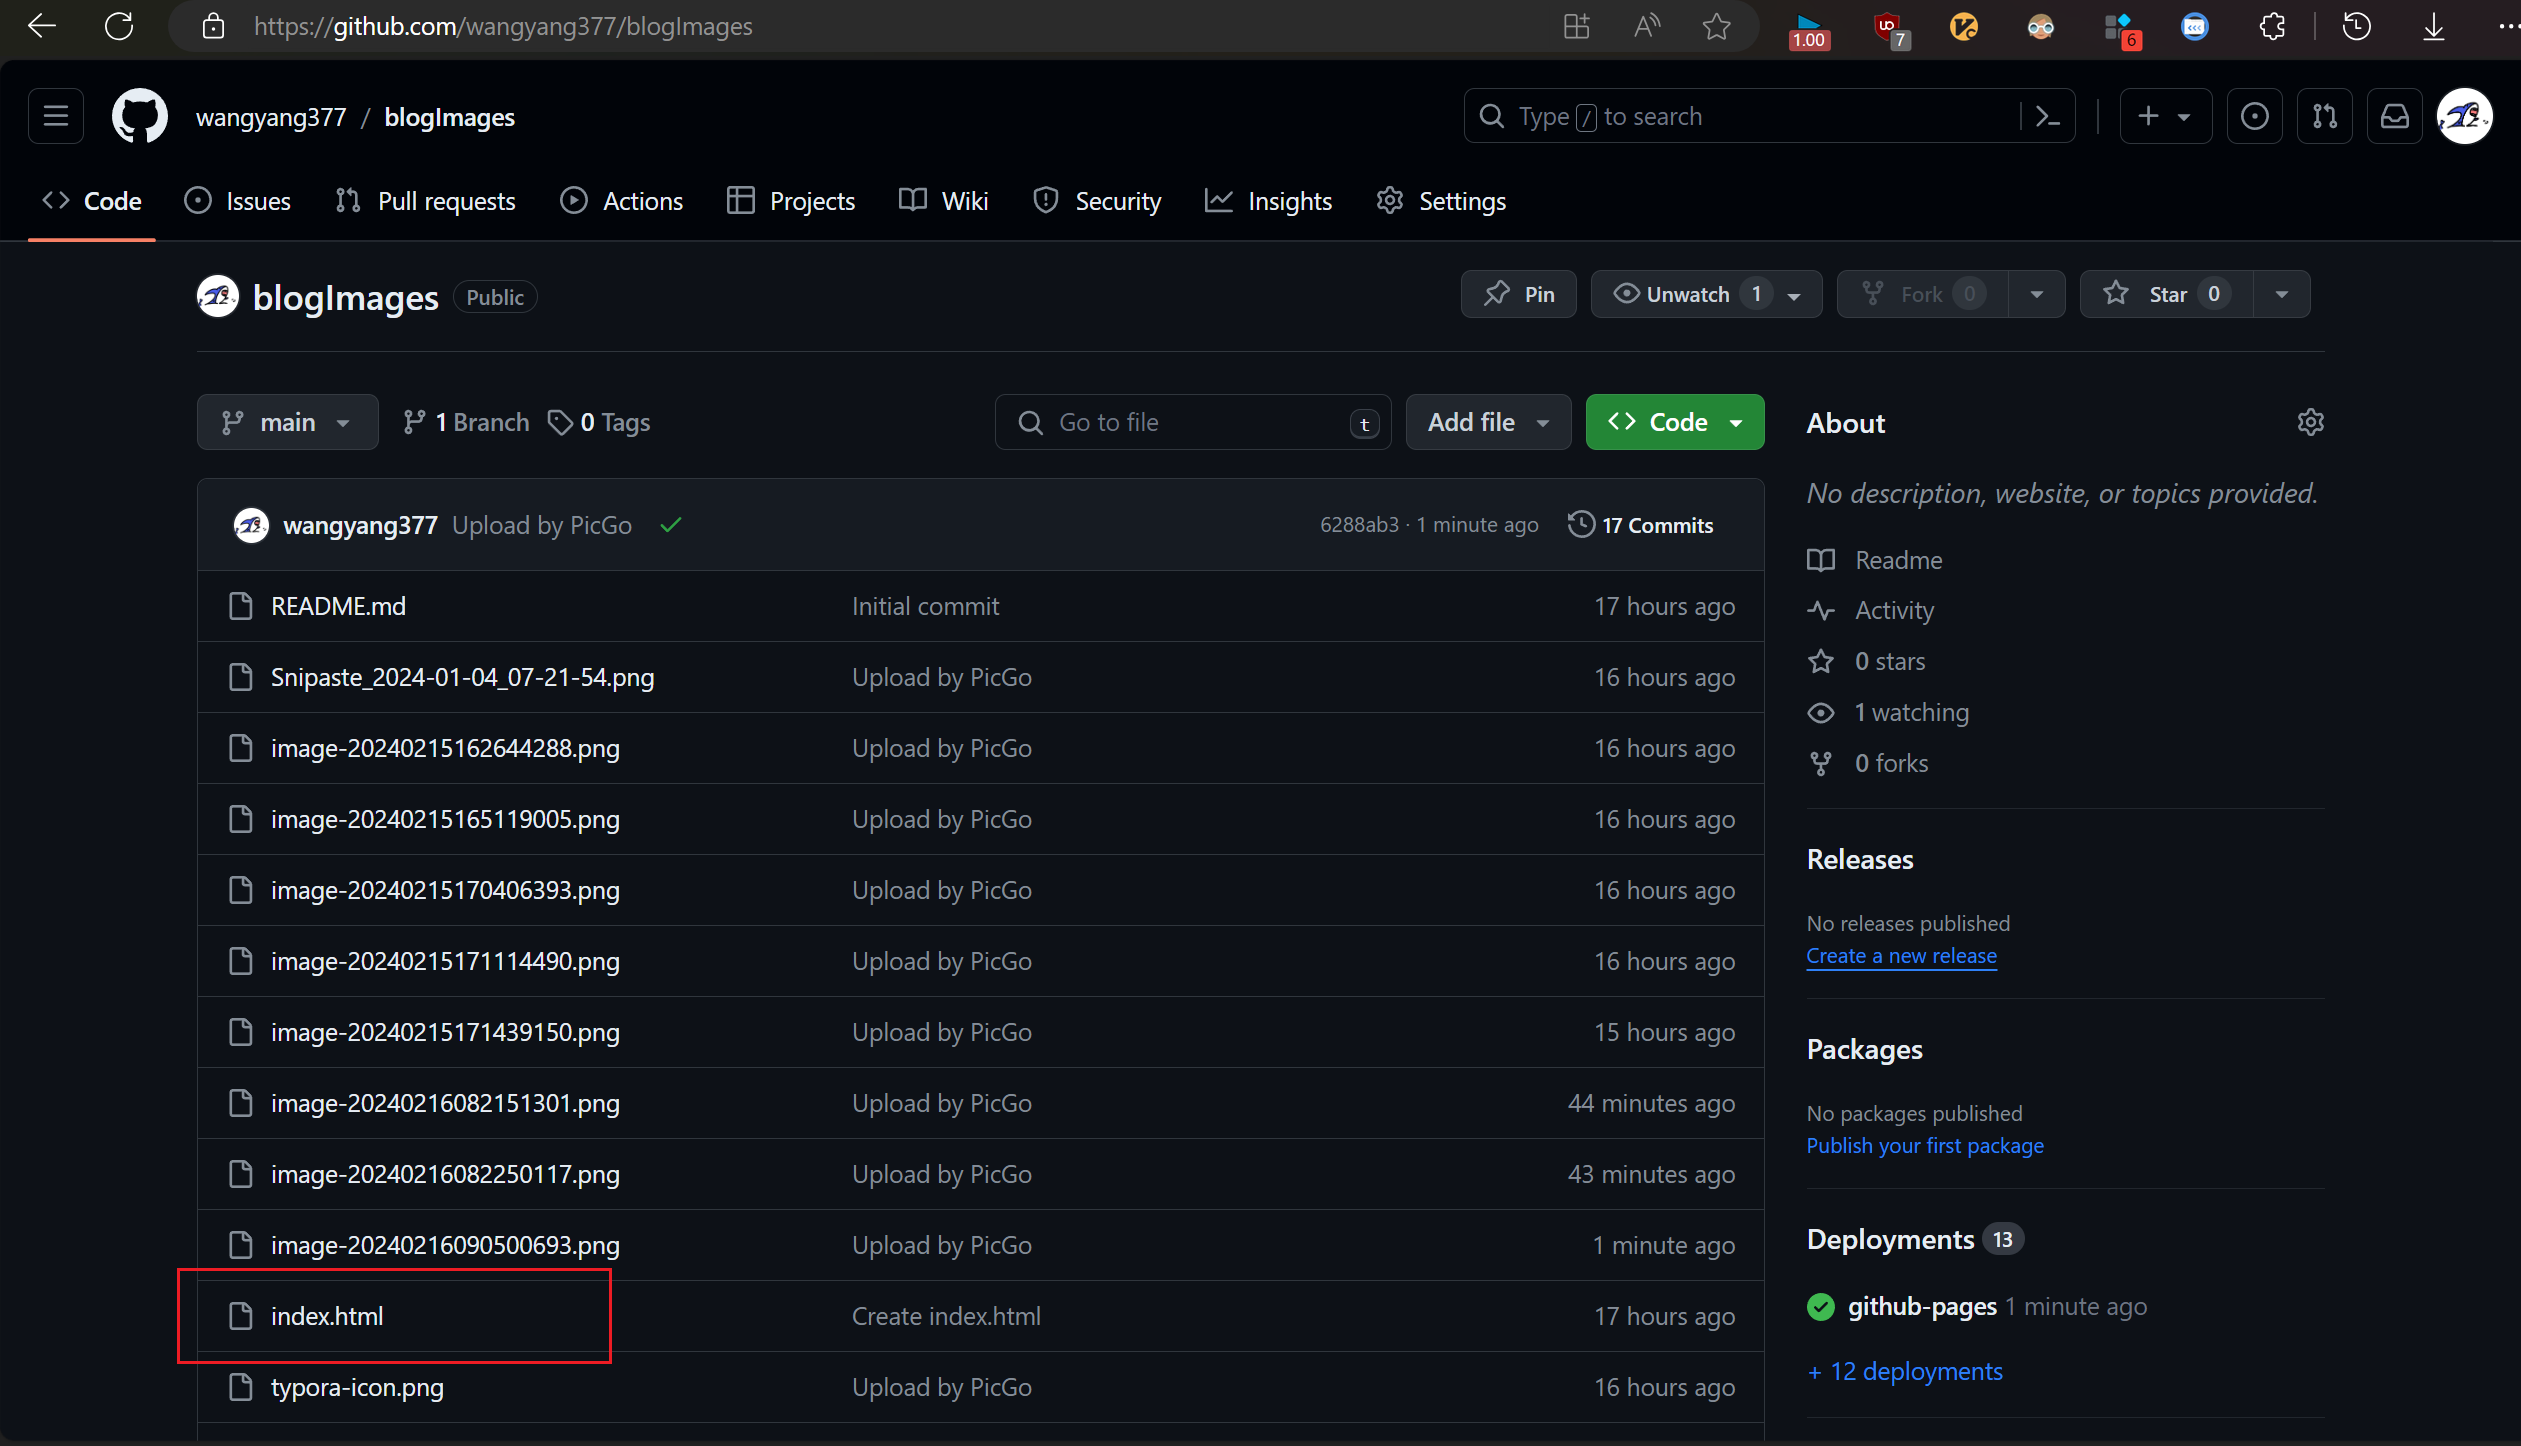 https://github.com/wangyang377/blogImages
1.00
7
6
wangyang377 / blogImages
Type / to search
Code Issues Pull requests Actions Projects Wiki Security Insights Settings
blogImages Public
Pin Unwatch 1 Fork 0 Star 0
main 1 Branch 0 Tags Go to file t Add file Code
wangyang377 Upload by PicGo 6288ab3 · 1 minute ago 17 Commits
README.md Initial commit 17 hours ago
Snipaste_2024-01-04_07-21-54.png Upload by PicGo 16 hours ago
image-20240215162644288.png Upload by PicGo 16 hours ago
image-20240215165119005.png Upload by PicGo 16 hours ago
image-20240215170406393.png Upload by PicGo 16 hours ago
image-20240215171114490.png Upload by PicGo 16 hours ago
image-20240215171439150.png Upload by PicGo 15 hours ago
image-20240216082151301.png Upload by PicGo 44 minutes ago
image-20240216082250117.png Upload by PicGo 43 minutes ago
image-20240216090500693.png Upload by PicGo 1 minute ago
index.html Create index.html 17 hours ago
typora-icon.png Upload by PicGo 16 hours ago
About
No description, website, or topics provided.
Readme
Activity
0 stars
1 watching
0 forks
Releases
No releases published
Create a new release
Packages
No packages published
Publish your first package
Deployments 13
github-pages 1 minute ago
+ 12 deployments